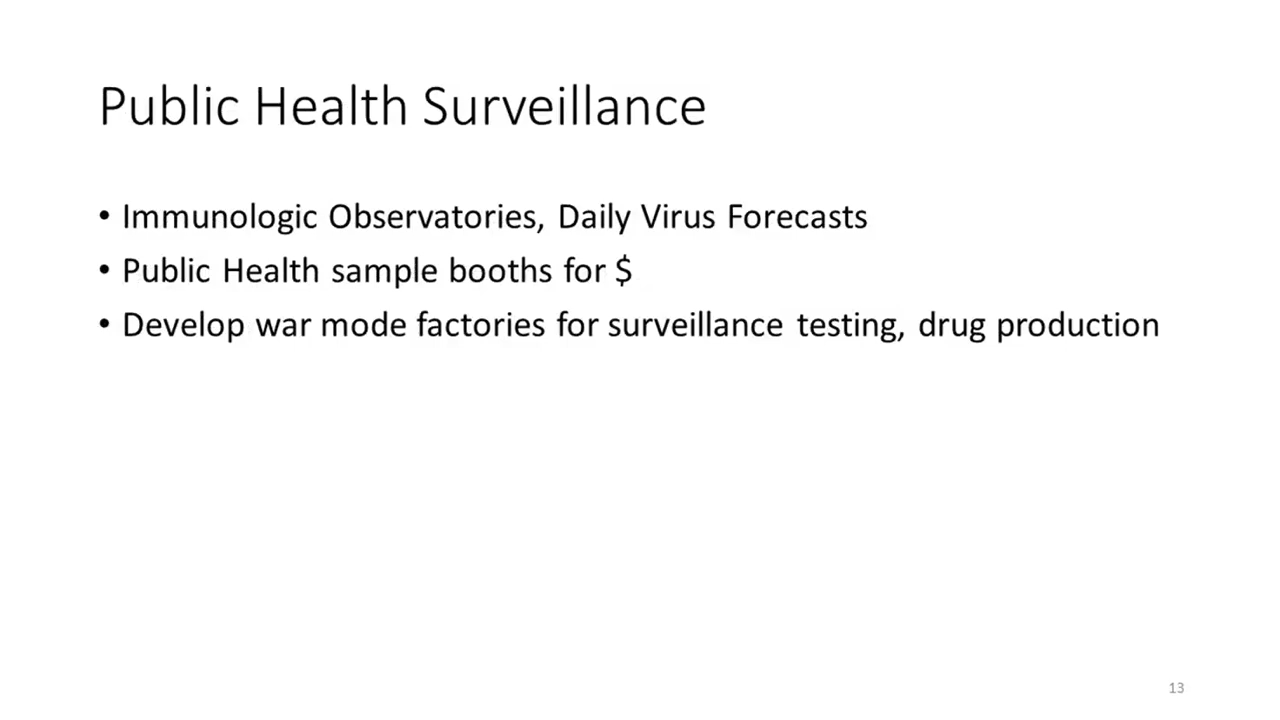 Public Health Surveillance
• Immunologic Observatories, Daily Virus Forecasts
• Public Health sample booths for $
• Develop war mode factories for surveillance testing, drug production
13